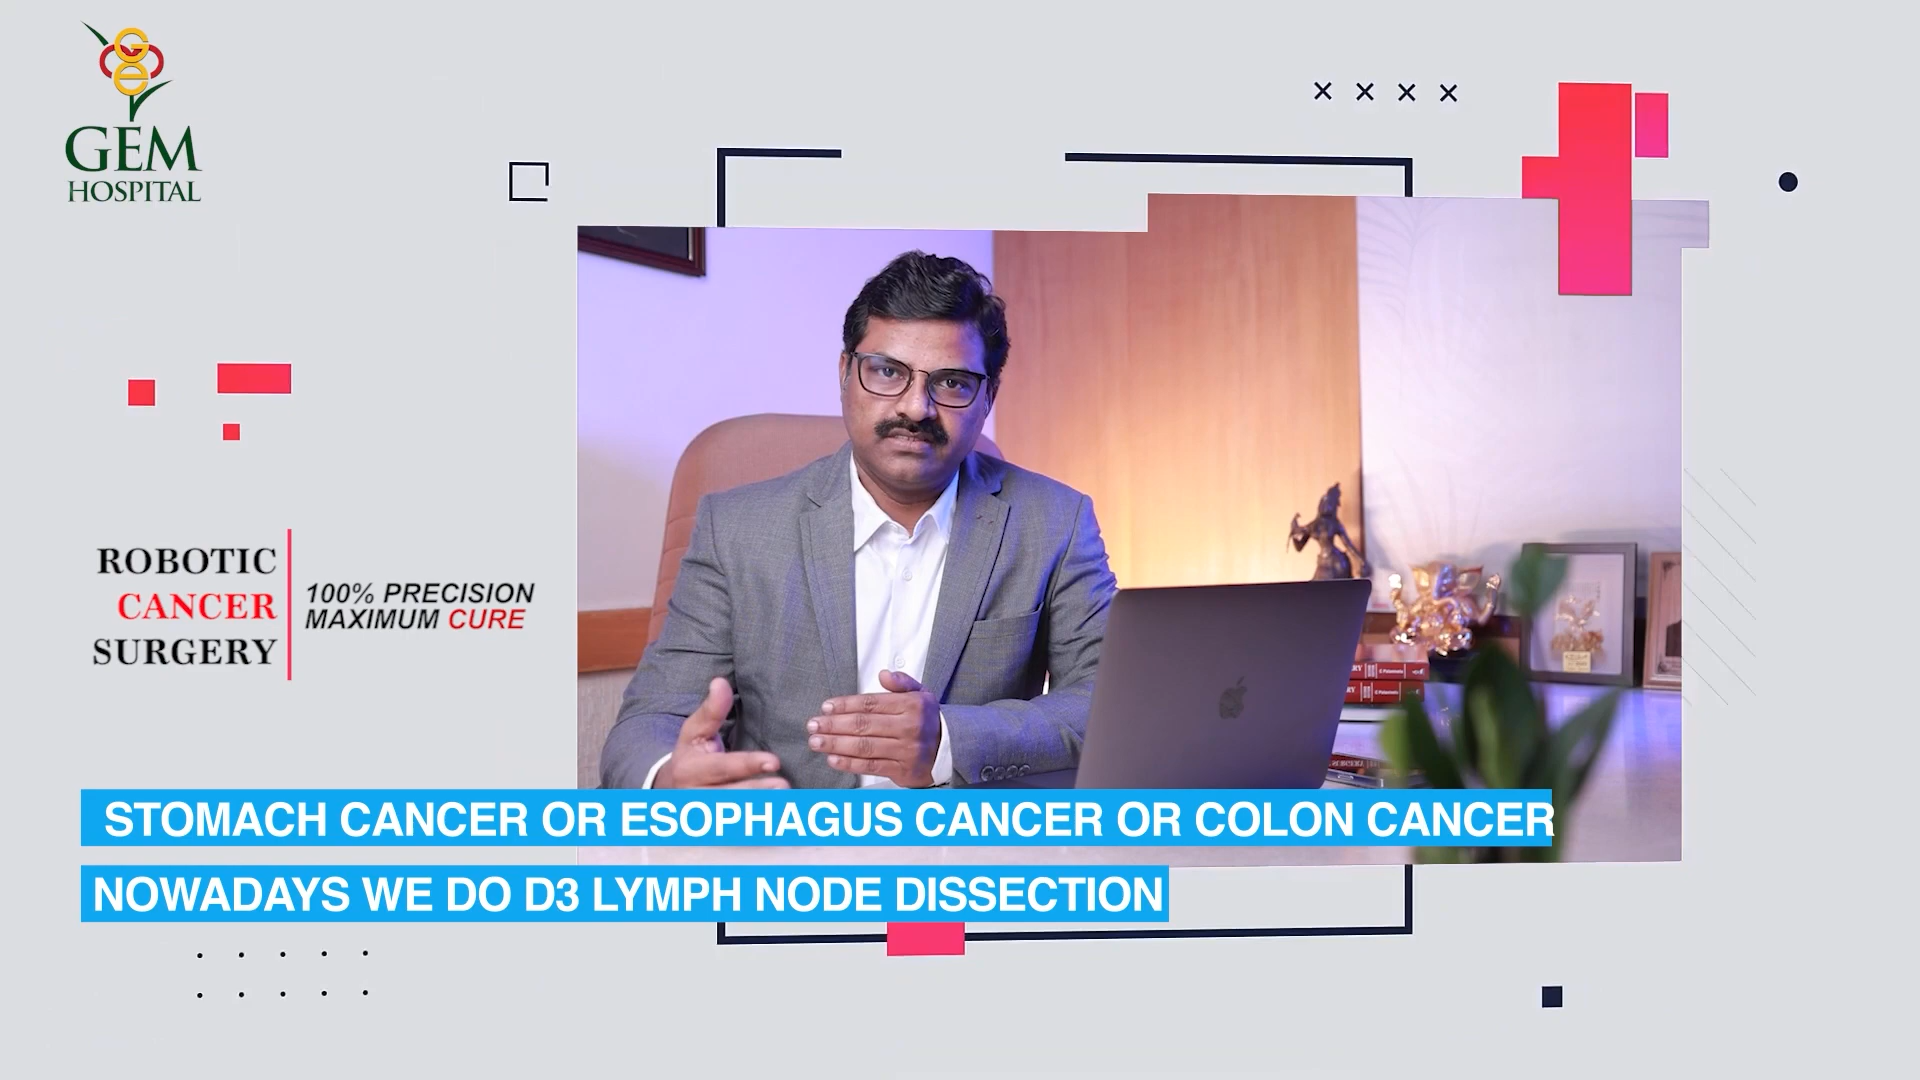 GEM
HOSPITAL
ROBOTIC
CANCER
SURGERY
100% PRECISION
MAXIMUM CURE
STOMACH CANCER OR ESOPHAGUS CANCER OR COLON CANCER
NOWADAYS WE DO D3 LYMPH NODE DISSECTION